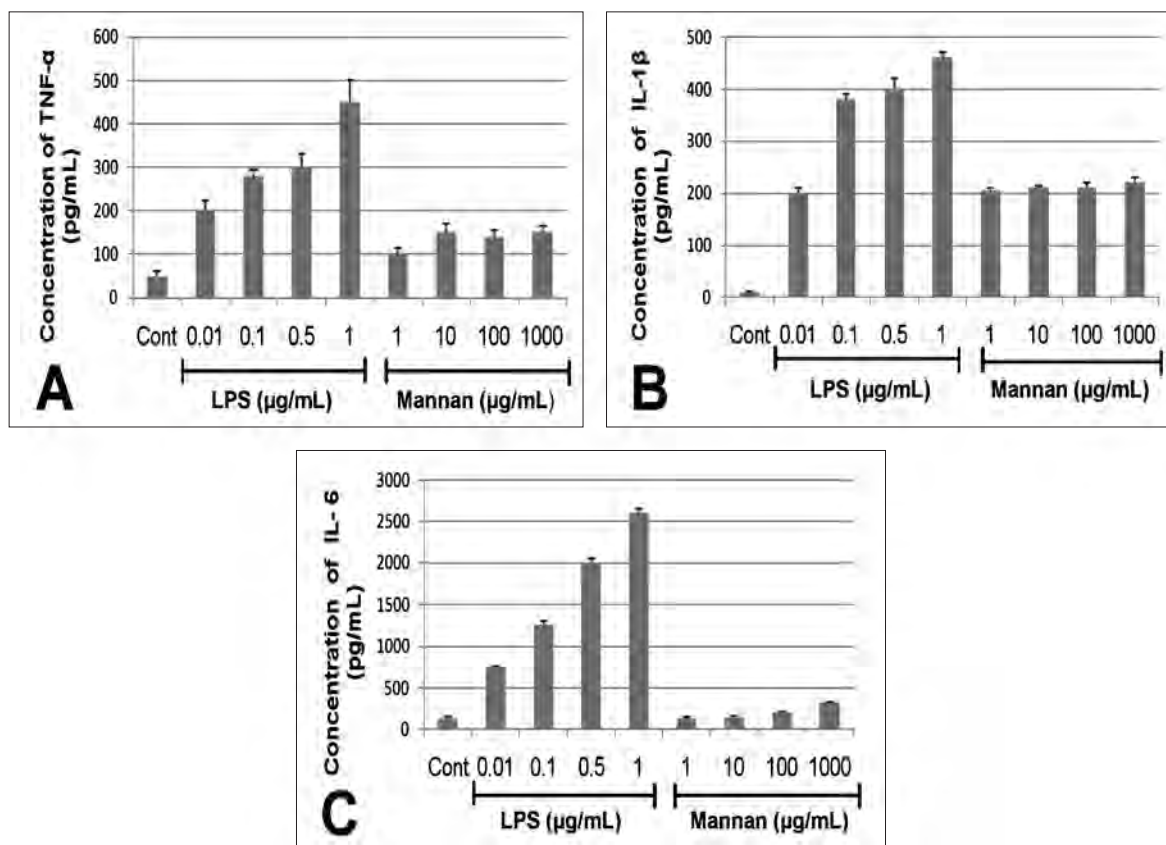 Concentration of TNF-α
(pg/mL)
600
500
400
300
200
100
0
Cont 0.01 0.1 0.5 1 1 10 100 1000
LPS (µg/mL) Mannan (µg/mL)
A
Concentration of IL-1β
(pg/mL)
500
400
300
200
100
0
Cont 0.01 0.1 0.5 1 1 10 100 1000
LPS (µg/mL) Mannan (µg/mL)
B
Concentration of IL- 6
(pg/mL)
3000
2500
2000
1500
1000
500
0
Cont 0.01 0.1 0.5 1 1 10 100 1000
LPS (µg/mL) Mannan (µg/mL)
C